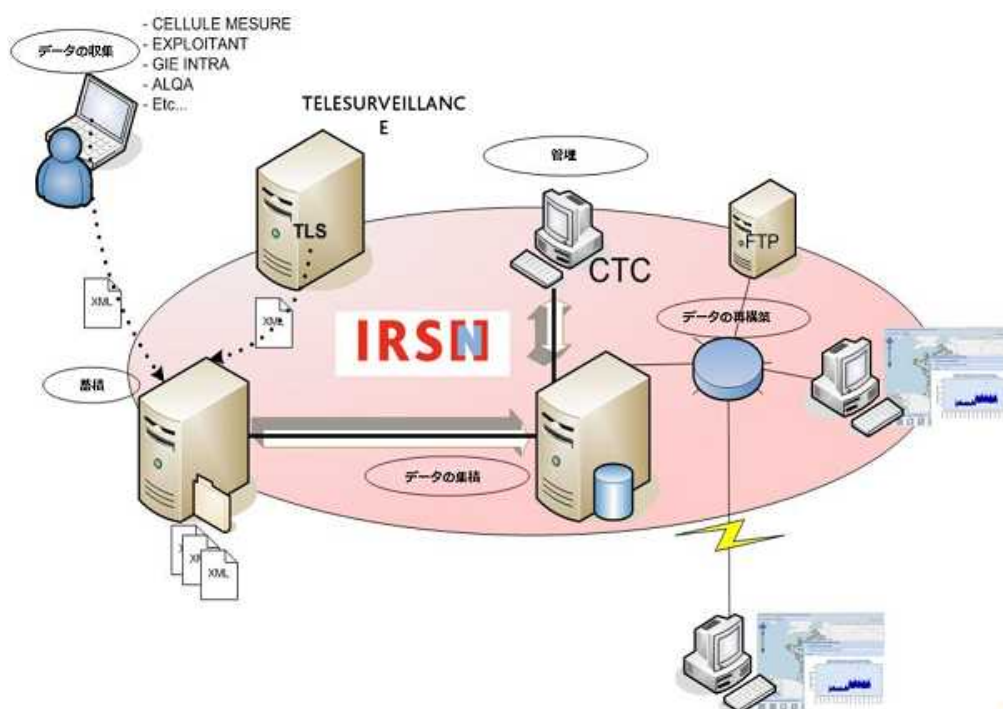 データの収集
- CELLULE MESURE
- EXPLOITANT
- GIE INTRA
- ALQA
- Etc...
TELESURVEILLANC
E
管理
TLS
FTP
CTC
XML
XML
データの再構築
IRSN
蓄積
データの集積
XML
XML
XML